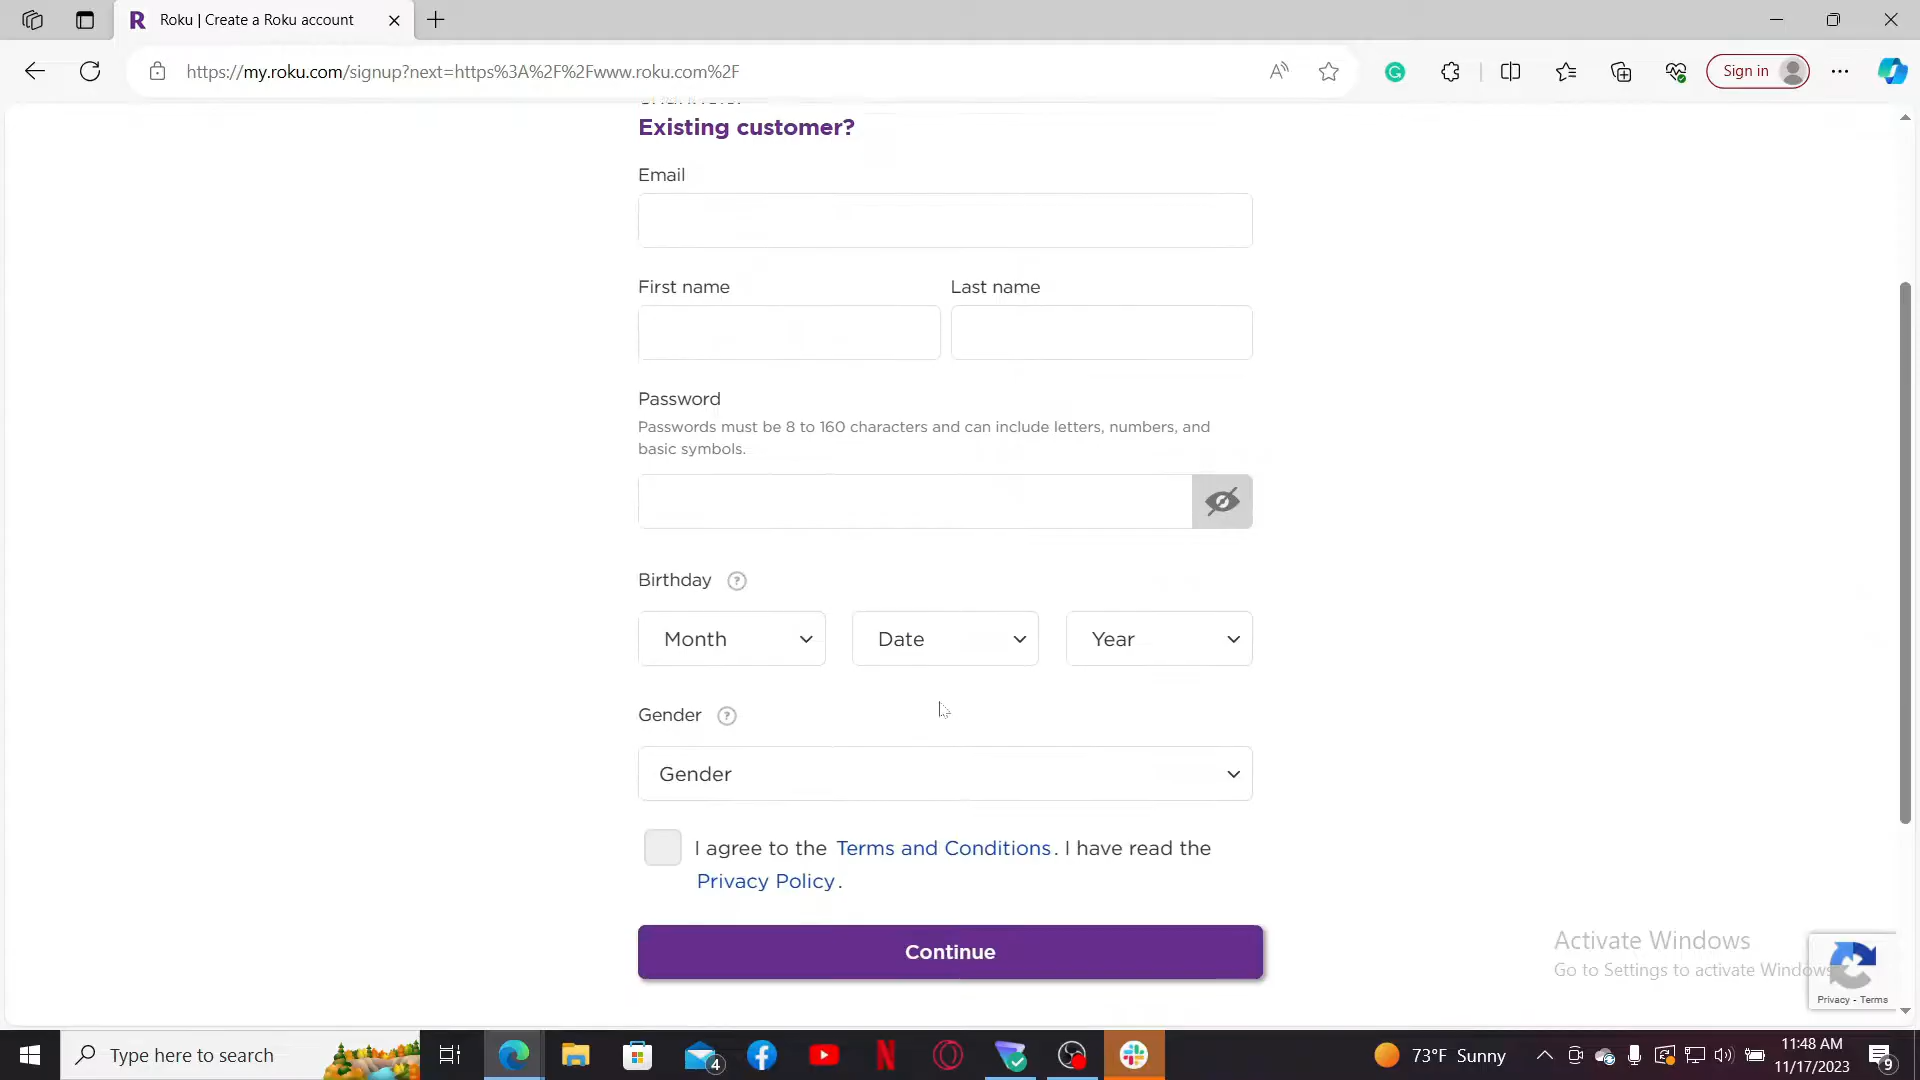 Roku | Create a Roku account
https://my.roku.com/signup?next=https%3A%2F%2Fwww.roku.com%2F
Sign in
Existing customer?
Email
First name
Last name
Password
Passwords must be 8 to 160 characters and can include letters, numbers, and
basic symbols.
Birthday ?
Month
Date
Year
Gender ?
Gender
I agree to the Terms and Conditions. I have read the
Privacy Policy.
Continue
Activate Windows
Go to Settings to activate Windows
Privacy - Terms
Type here to search
4
73°F Sunny
11:48 AM
11/17/2023
9